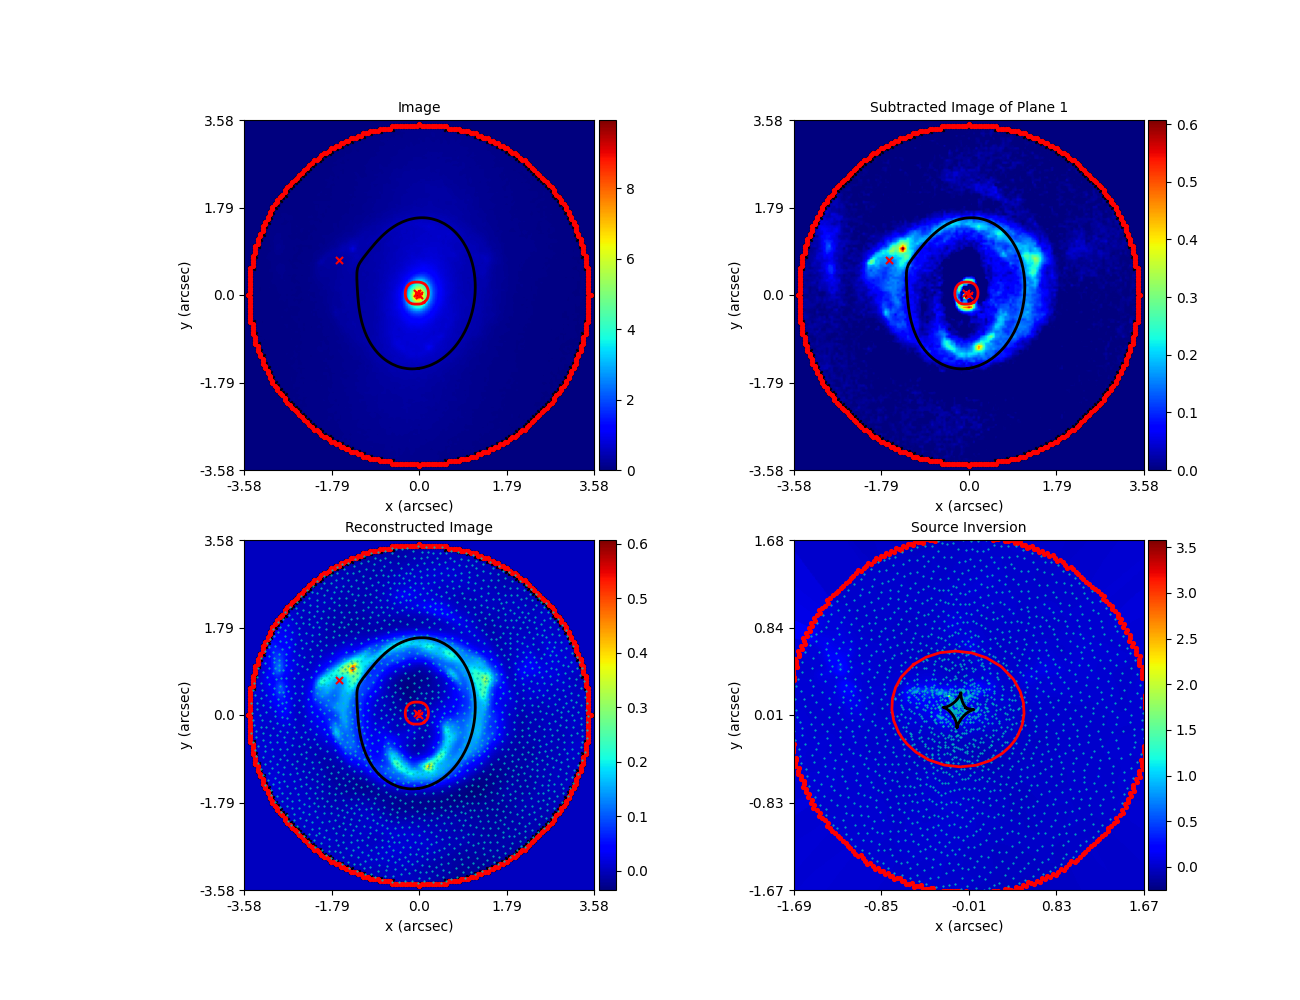 Image
3.58
1.79
0.0
-1.79
-3.58
y (arcsec)
-3.58 -1.79 0.0 1.79 3.58
x (arcsec)
8
6
4
2
0
Subtracted Image of Plane 1
3.58
1.79
0.0
-1.79
-3.58
y (arcsec)
-3.58 -1.79 0.0 1.79 3.58
x (arcsec)
0.6
0.5
0.4
0.3
0.2
0.1
0.0
Reconstructed Image
3.58
1.79
0.0
-1.79
-3.58
y (arcsec)
-3.58 -1.79 0.0 1.79 3.58
x (arcsec)
0.6
0.5
0.4
0.3
0.2
0.1
0.0
Source Inversion
1.68
0.84
0.01
-0.83
-1.67
y (arcsec)
-1.69 -0.85 -0.01 0.83 1.67
x (arcsec)
3.5
3.0
2.5
2.0
1.5
1.0
0.5
0.0